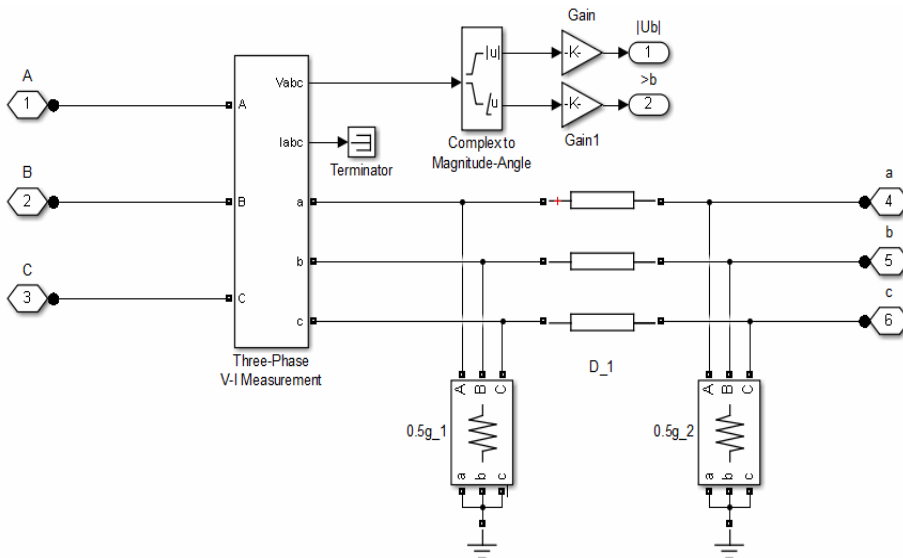 Gain
|Ub|
-K-
1
A
1
A
Vabc
|u|
>b
-K-
2
/u
Iabc
Complex to
Magnitude-Angle
Gain1
Terminator
B
2
B
a
a
4
b
b
5
C
3
C
c
c
6
Three-Phase
V-I Measurement
D_1
A B C
0.5g_1
a b c
A B C
0.5g_2
a b c